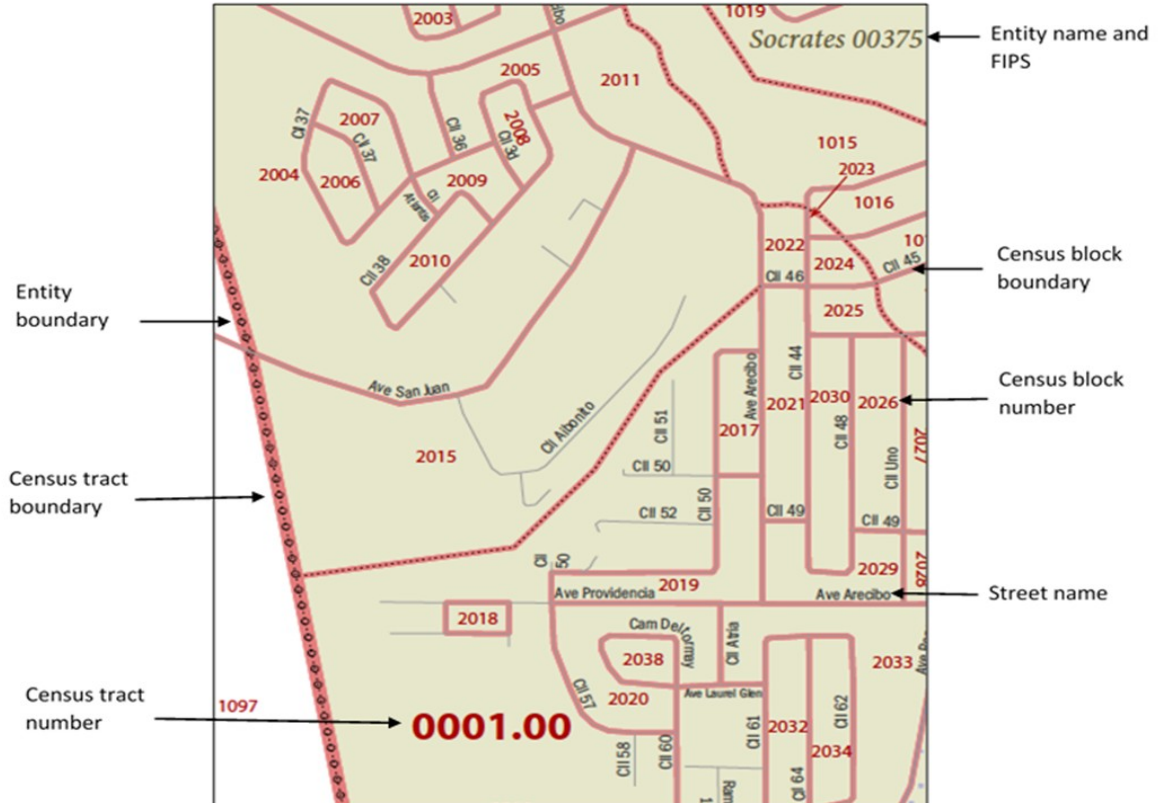 2003
1019
Socrates 00375
Entity name and
FIPS
2005
2011
Cll 37
2007
Cll 36
2008
Cll 3d
Cll 37
1015
2023
2004
2006
2009
1016
Cll
Atlantis
2022
Cll 38
2010
2024
Cll 45
Census block
boundary
Cll 46
2025
Entity
boundary
Ave San Juan
Ave Arecibo
Cll 44
2021
2030
2026
Census block
number
Cll Aibonito
Cll 51
2017
Cll 48
2027
2015
Cll 50
Cll Uno
Census tract
boundary
Cll 50
Cll 52
Cll 49
Cll 49
Cll 50
2029
2028
Ave Providencia
2019
Ave Arecibo
Street name
2018
Cam Del Tormay
Cll Atria
2038
2033
Cll 57
2020
Ave Laurel Glen
Census tract
number
1097
0001.00
Cll 58
Cll 60
Cll 61
2032
Cll 62
2034
Cll 64